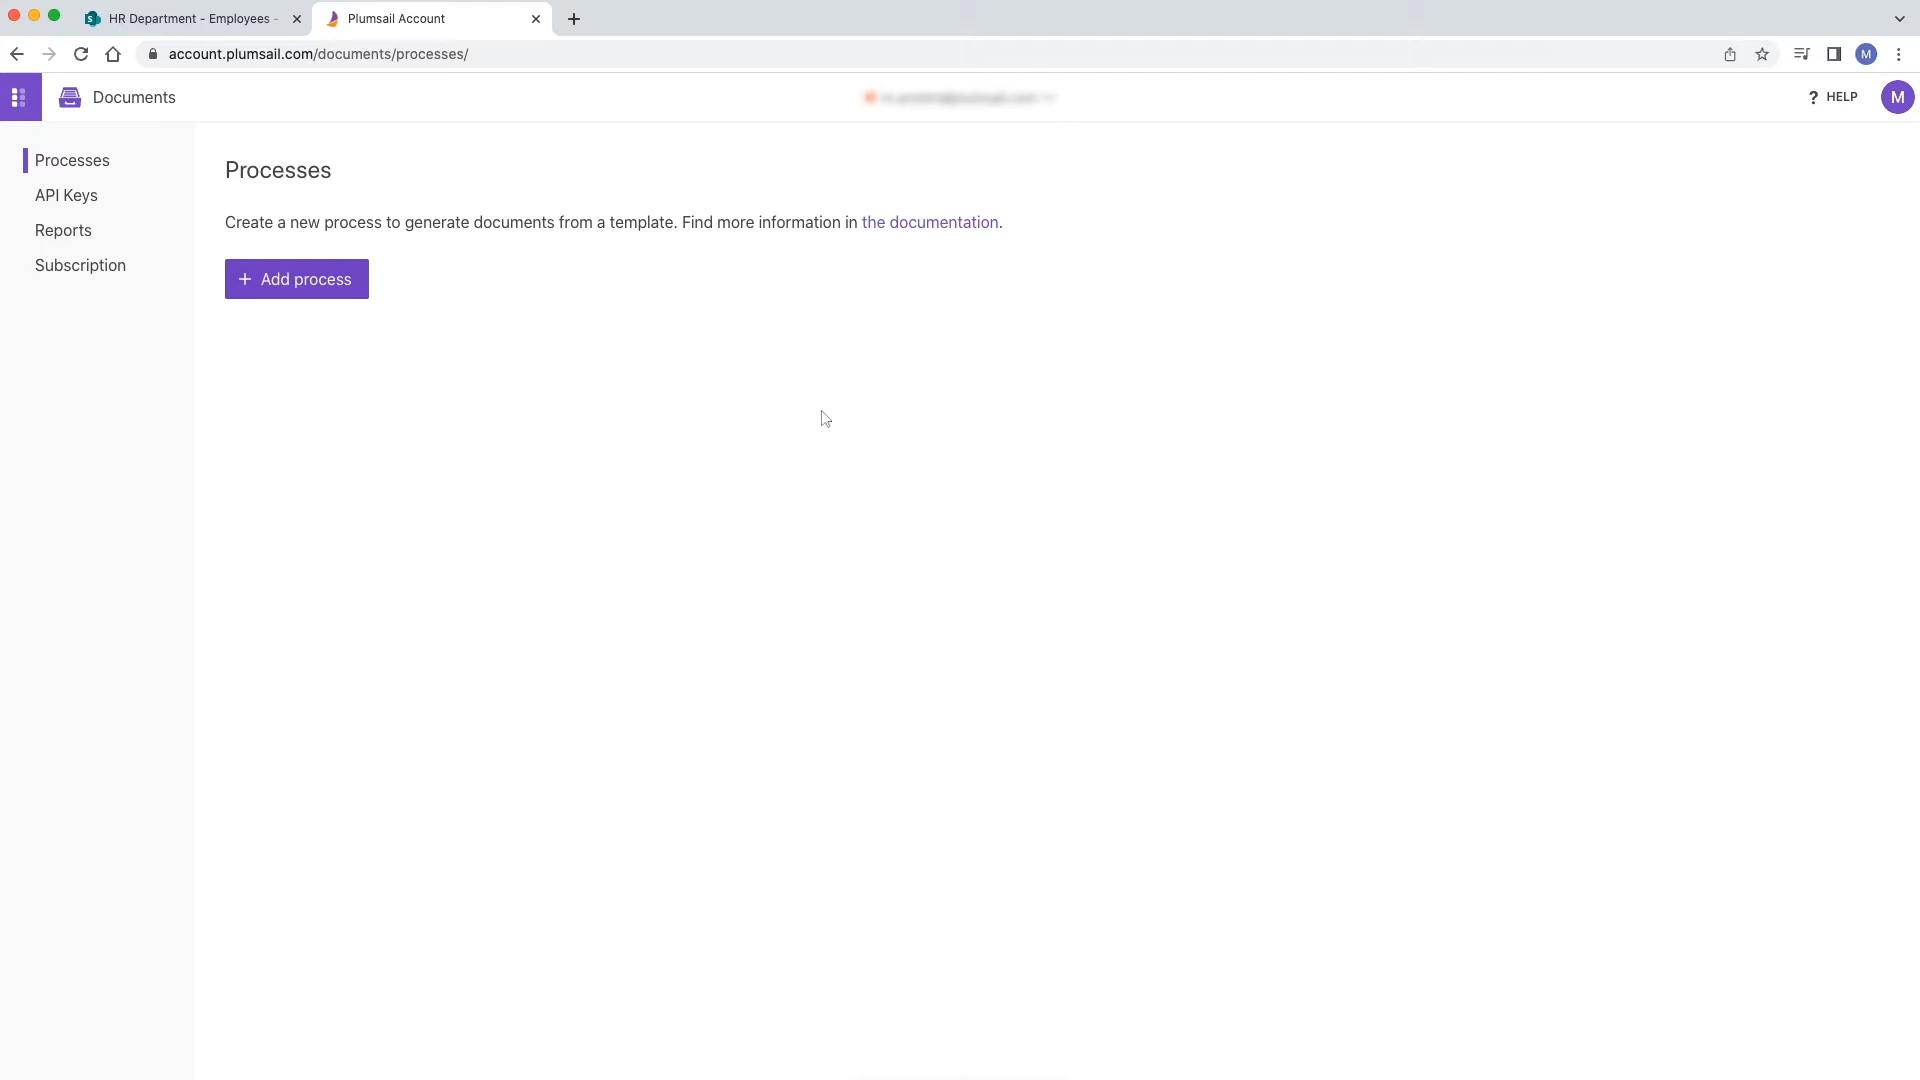 HR Department - Employees -
Plumsail Account
account.plumsail.com/documents/processes/
M
Documents
HELP
M
Processes
API Keys
Reports
Subscription
Processes
Create a new process to generate documents from a template. Find more information in the documentation.
+ Add process